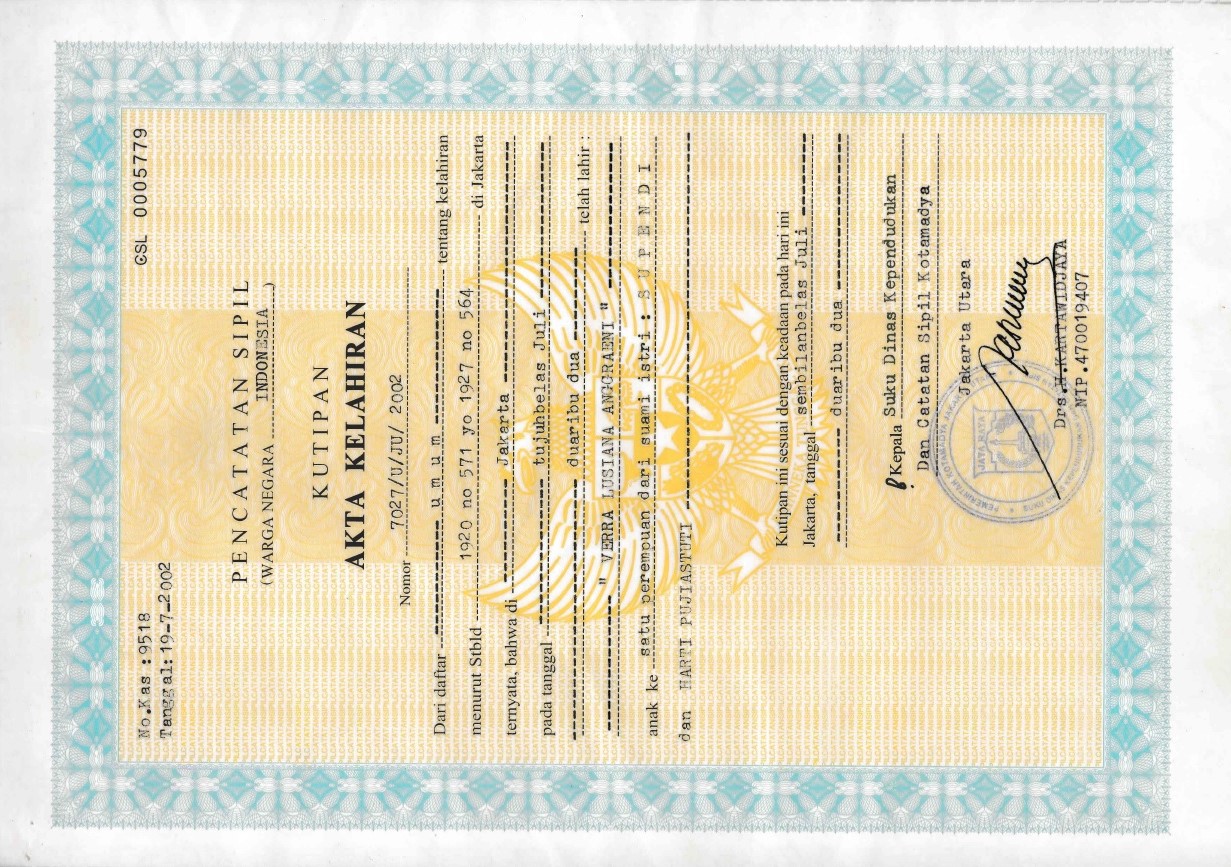 No.Kas :9518
CSL 0005779
Tanggal: 19-7-2002
PENCATATAN SIPIL
(WARGA NEGARA INDONESIA)
KUTIPAN
AKTA KELAHIRAN
Nomor 7027/U/JU/ 2002
Dari daftar umum tentang kelahiran
menurut Stbld 1920 no 571 yo 1927 no 564 di Jakarta
ternyata, bahwa di Jakarta
pada tanggal tujuhbelas Juli
duaribu dua telah lahir :
" VERRA LUSIANA ANGGRAENI "
anak ke satu perempuan dari suami istri : S U P E N D I
dan HARTI PUJIASTUTI
Kutipan ini sesuai dengan keadaan pada hari ini
Jakarta, tanggal sembilanbelas Juli
duaribu dua
Kepala Suku Dinas Kependudukan
Dan Catatan Sipil Kotamadya
Jakarta Utara
PEMERINTAH KOTAMADYA JAKARTA
JAYA RAYA
Drs.H.KARTAWIDJAYA
NIP.470019407